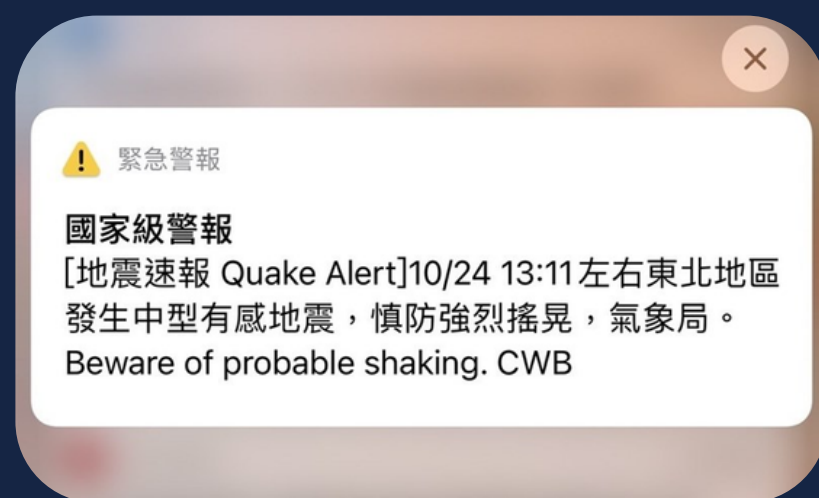 緊急警報
國家級警報
[地震速報 Quake Alert]10/24 13:11左右東北地區
發生中型有感地震，慎防強烈搖晃，氣象局。
Beware of probable shaking. CWB